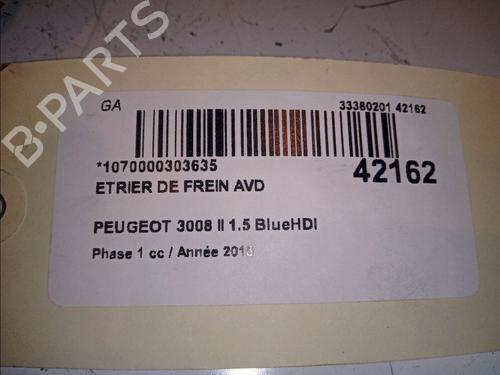 GA
33380201 42162
*1070000303635
42162
ETRIER DE FREIN AVD
PEUGEOT 3008 II 1.5 BlueHDI
Phase 1 cc / Année
B-PARTS